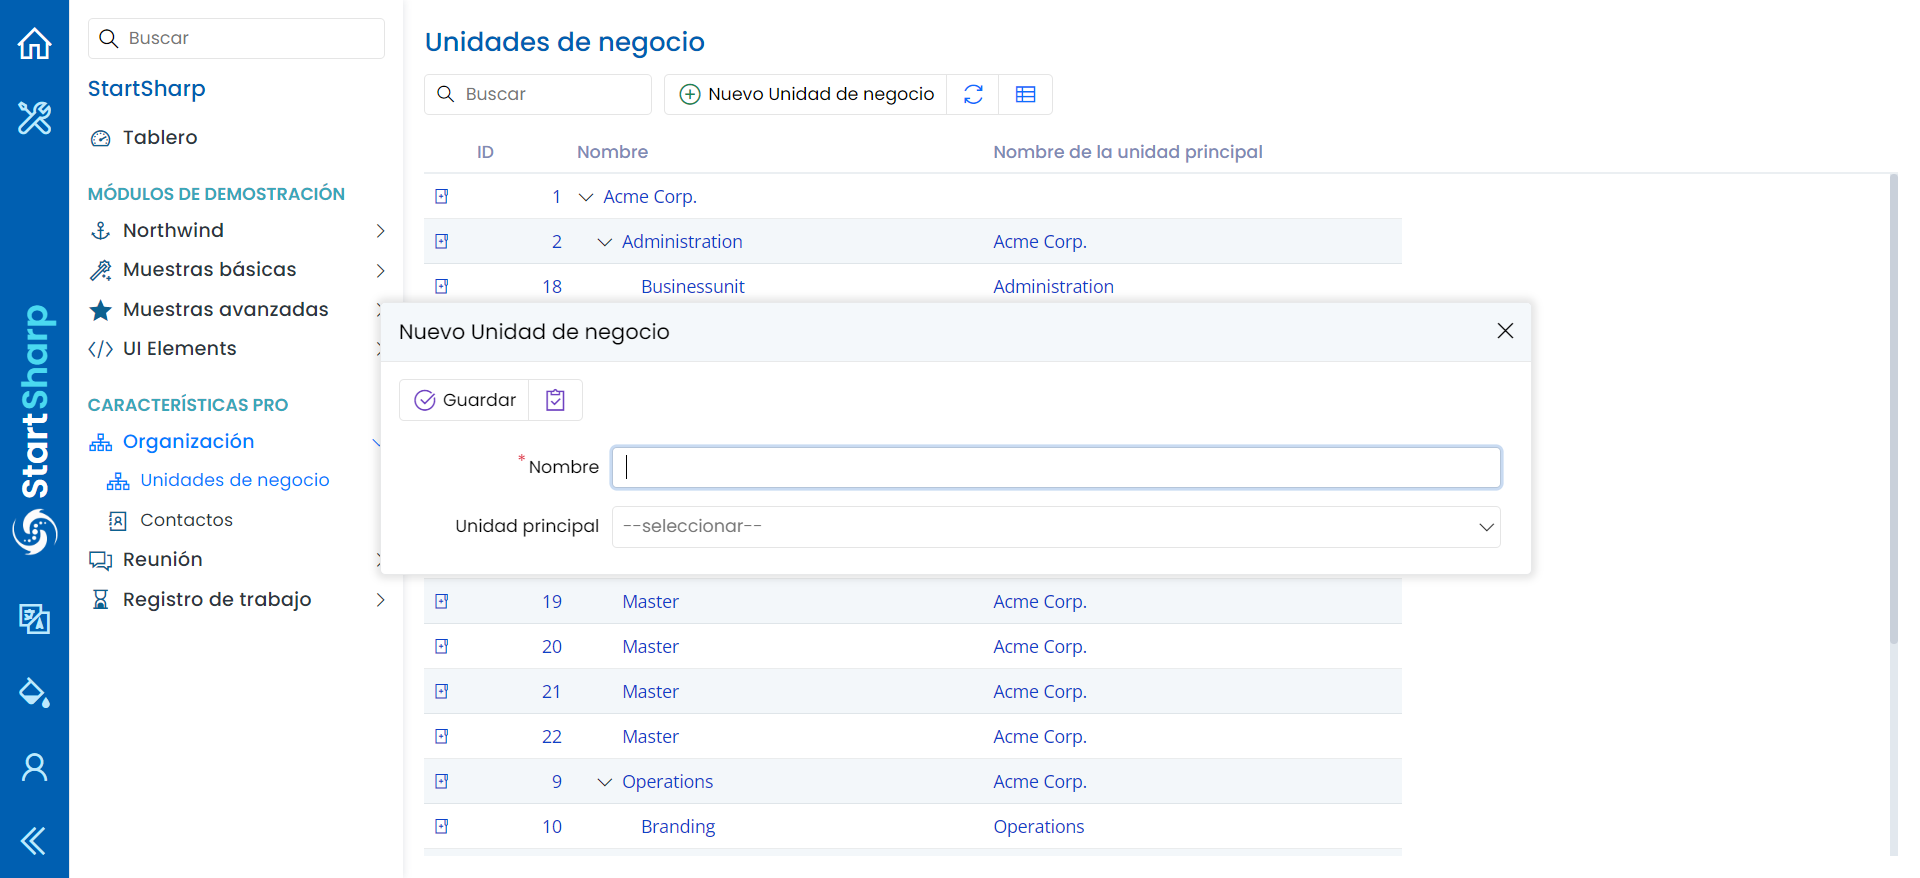 Buscar
StartSharp
Tablero
MÓDULOS DE DEMOSTRACIÓN
Northwind
Muestras básicas
Muestras avanzadas
UI Elements
CARACTERÍSTICAS PRO
Organización
Unidades de negocio
Contactos
Reunión
Registro de trabajo
StartSharp
Unidades de negocio
Buscar
Nuevo Unidad de negocio
ID Nombre Nombre de la unidad principal
1 Acme Corp.
2 Administration Acme Corp.
18 Businessunit Administration
Nuevo Unidad de negocio
Guardar
*Nombre
Unidad principal --seleccionar--
19 Master Acme Corp.
20 Master Acme Corp.
21 Master Acme Corp.
22 Master Acme Corp.
9 Operations Acme Corp.
10 Branding Operations